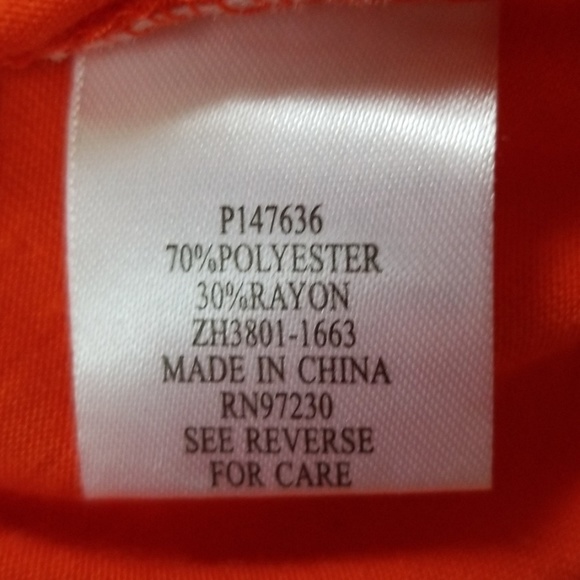 P147636
70%POLYESTER
30%RAYON
ZH3801-1663
MADE IN CHINA
RN97230
SEE REVERSE
FOR CARE